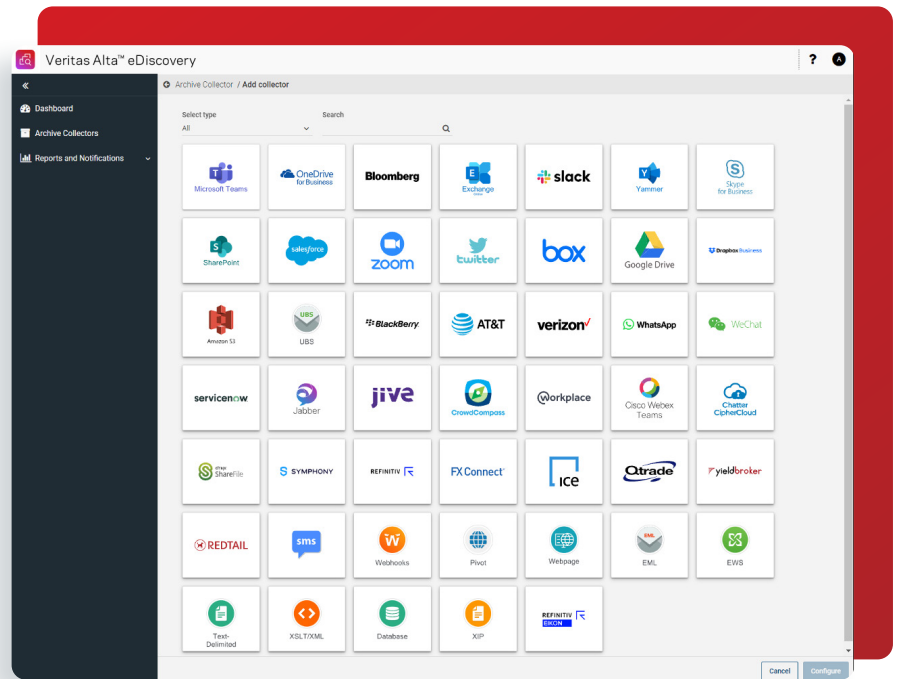 Veritas Alta™ eDiscovery
?
A
«
Archive Collector / Add collector
Dashboard
Archive Collectors
Reports and Notifications
Select type
Search
All
Microsoft Teams
OneDrive
for Business
Bloomberg
E
Exchange
slack
Yammer
S
Skype
for Business
S
SharePoint
salesforce
zoom
twitter
box
Google Drive
Dropbox Business
Amazon S3
UBS
UBS
BlackBerry
AT&T
verizon✓
WhatsApp
WeChat
servicenow
Jabber
jive
CrowdCompass
Workplace
Cisco Webex
Teams
Chatter
CipherCloud
citrix
ShareFile
SYMPHONY
REFINITIV
FX Connect®
ice
Qtrade
yieldbroker
REDTAIL
sms
Webhooks
Pivot
Webpage
EML
EML
EWS
Text-
Delimited
XSLT/XML
Database
XIP
REFINITIV
EIKON
Cancel
Configure